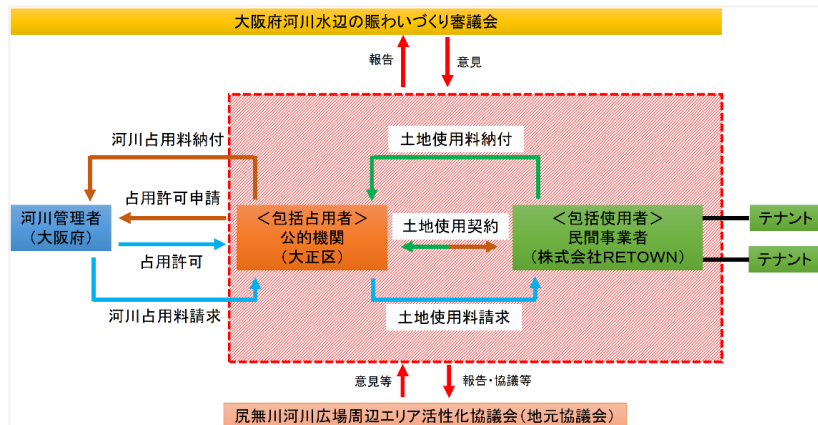 大阪府河川水辺の賑わいづくり審議会
報告
意見
河川占用料納付
土地使用料納付
占用許可申請
河川管理者
(大阪府)
＜包括占用者＞
公的機関
(大正区)
土地使用契約
＜包括使用者＞
民間事業者
(株式会社RETOWN)
テナント
テナント
占用許可
河川占用料請求
土地使用料請求
意見等
報告・協議等
尻無川河川広場周辺エリア活性化協議会(地元協議会)